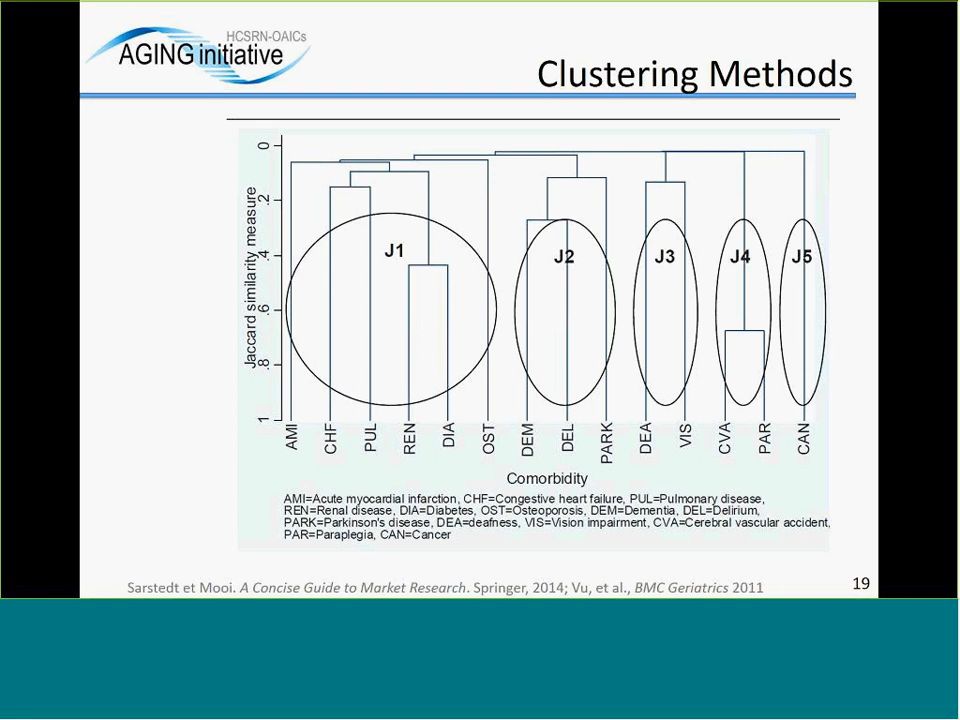 HCSRN-OAICs
AGING initiative
Clustering Methods
0
.2
.4
.6
.8
1
Jaccard similarity measure
J1 J2 J3 J4 J5
AMI CHF PUL REN DIA OST DEM DEL PARK DEA VIS CVA PAR CAN
Comorbidity
AMI=Acute myocardial infarction, CHF=Congestive heart failure, PUL=Pulmonary disease,
REN=Renal disease, DIA=Diabetes, OST=Osteoporosis, DEM=Dementia, DEL=Delirium,
PARK=Parkinson's disease, DEA=deafness, VIS=Vision impairment, CVA=Cerebral vascular accident,
PAR=Paraplegia, CAN=Cancer
Sarstedt et Mooi. A Concise Guide to Market Research. Springer, 2014; Vu, et al., BMC Geriatrics 2011
19